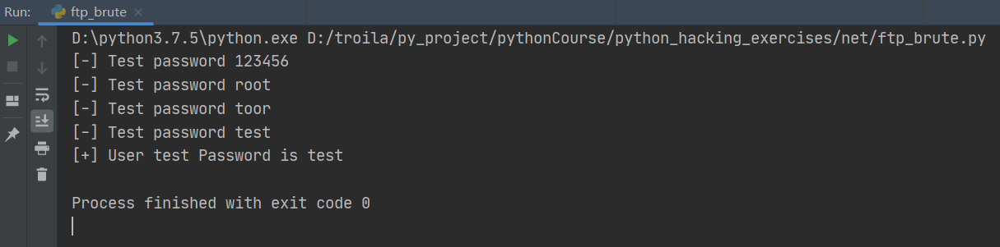 Run: ftp_brute
D:\python3.7.5\python.exe D:/troila/py_project/pythonCourse/python_hacking_exercises/net/ftp_brute.py
[-] Test password 123456
[-] Test password root
[-] Test password toor
[-] Test password test
[+] User test Password is test
Process finished with exit code 0